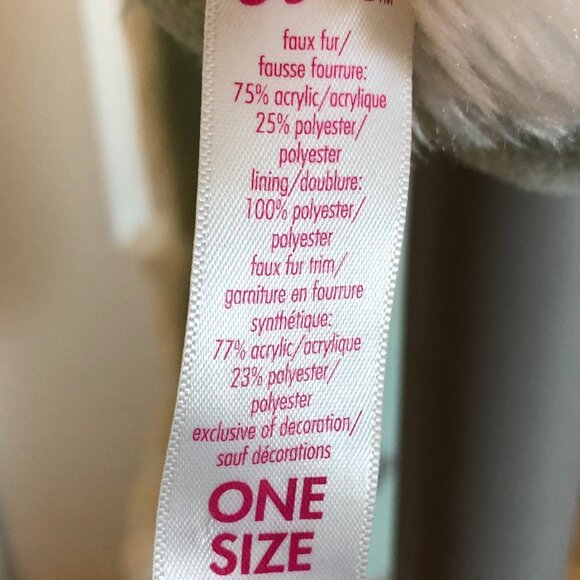 faux fur/
fausse fourrure:
75% acrylic/acrylique
25% polyester/
polyester
lining/doublure:
100% polyester/
polyester
faux fur trim/
garniture en fourrure
synthétique:
77% acrylic/acrylique
23% polyester/
polyester
exclusive of decoration/
sauf décorations
ONE
SIZE